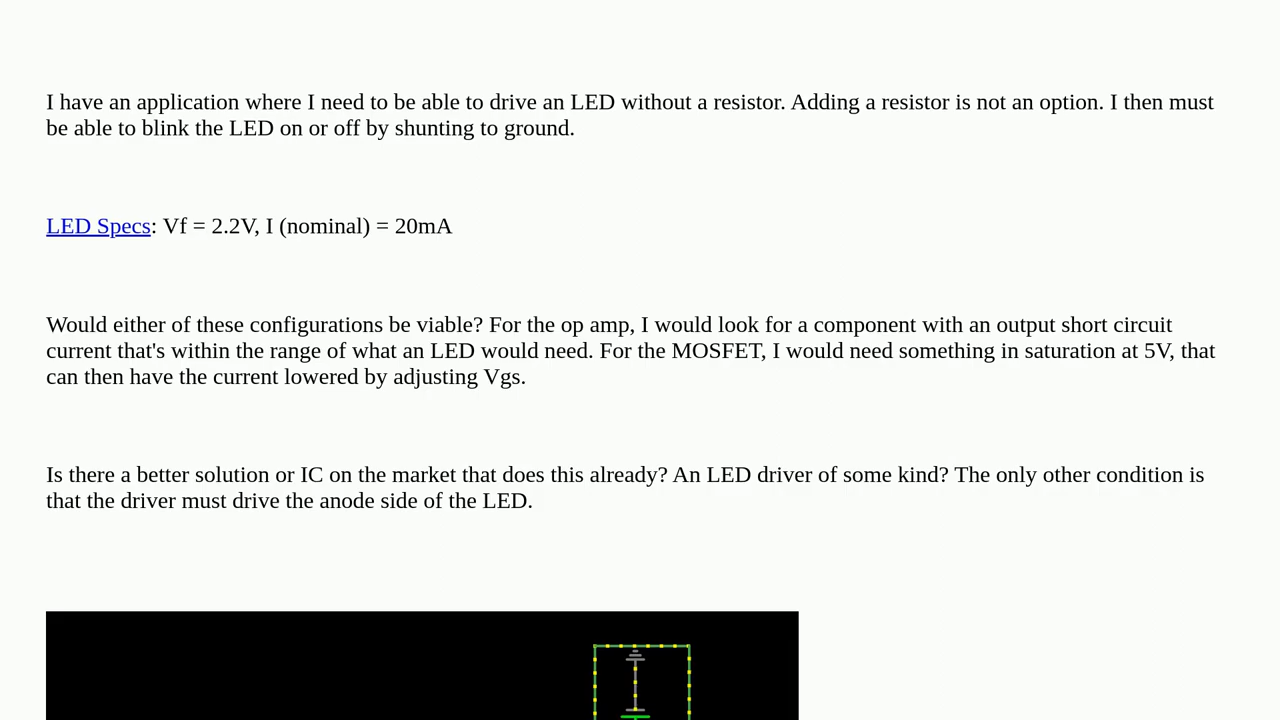 I have an application where I need to be able to drive an LED without a resistor. Adding a resistor is not an option. I then must
be able to blink the LED on or off by shunting to ground.
LED Specs: Vf = 2.2V, I (nominal) = 20mA
Would either of these configurations be viable? For the op amp, I would look for a component with an output short circuit
current that's within the range of what an LED would need. For the MOSFET, I would need something in saturation at 5V, that
can then have the current lowered by adjusting Vgs.
Is there a better solution or IC on the market that does this already? An LED driver of some kind? The only other condition is
that the driver must drive the anode side of the LED.